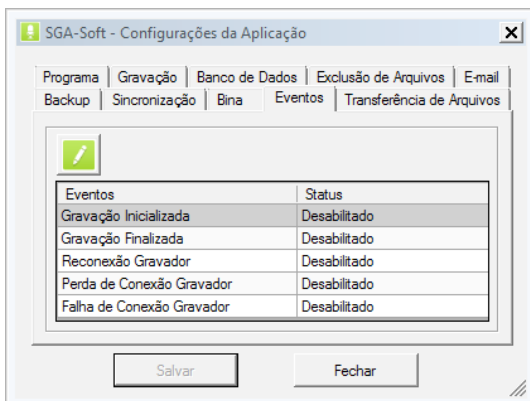 SGA-Soft - Configurações da Aplicação
Programa Gravação Banco de Dados Exclusão de Arquivos E-mail
Backup Sincronização Bina Eventos Transferência de Arquivos
Eventos Status
Gravação Inicializada Desabilitado
Gravação Finalizada Desabilitado
Reconexão Gravador Desabilitado
Perda de Conexão Gravador Desabilitado
Falha de Conexão Gravador Desabilitado
Salvar Fechar